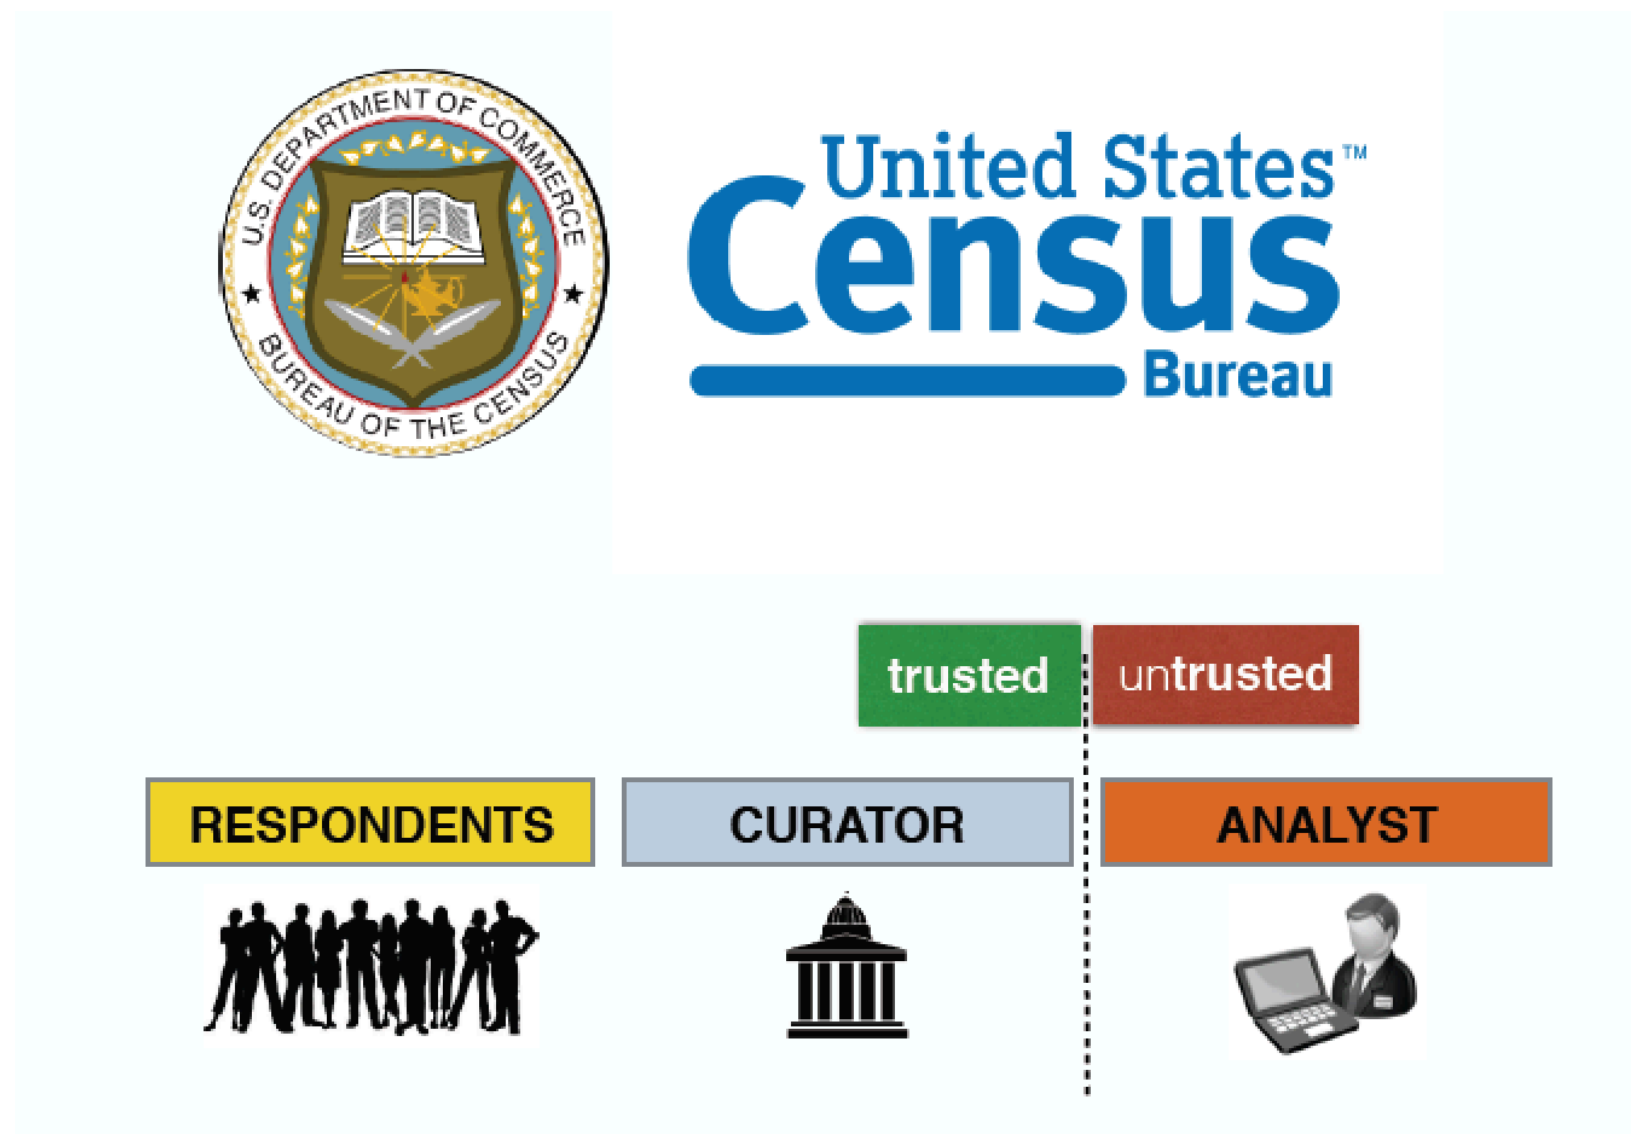 U.S. DEPARTMENT OF COMMERCE
BUREAU OF THE CENSUS
United States™
Census
Bureau
trusted
untrusted
RESPONDENTS
CURATOR
ANALYST